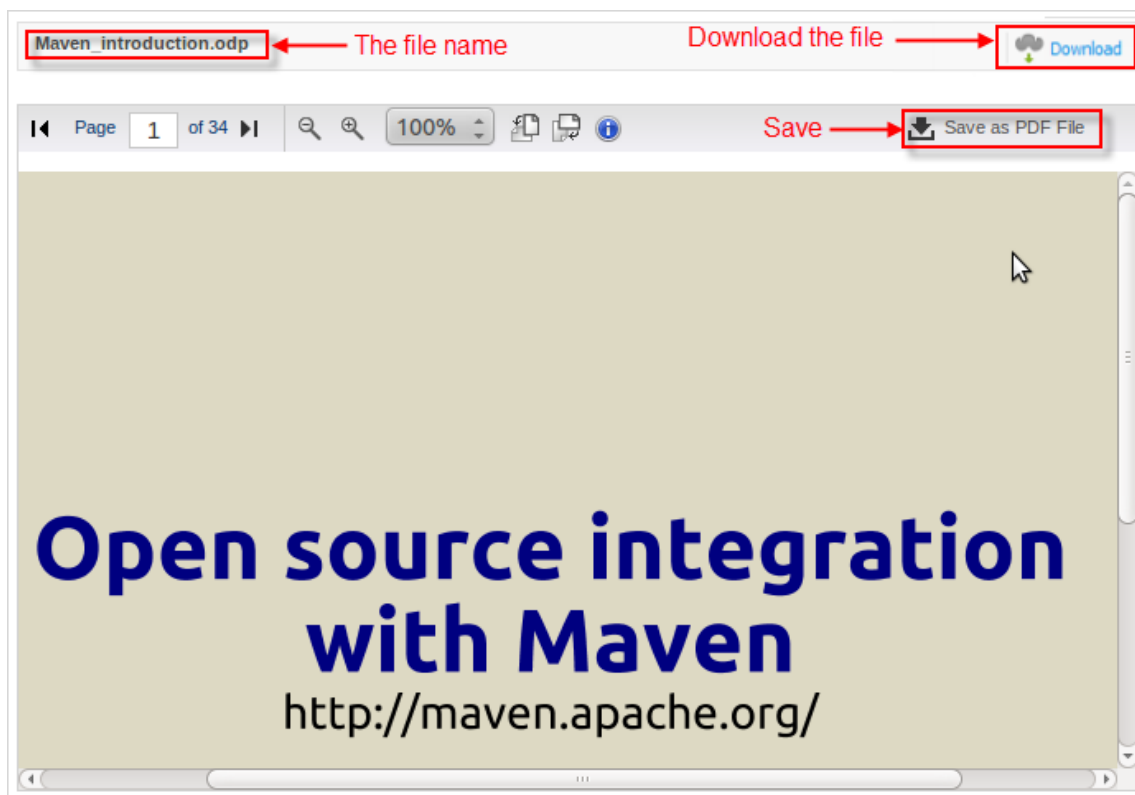 Maven_introduction.odp The file name Download the file Download
Page 1 of 34 100% Save Save as PDF File
Open source integration
with Maven
http://maven.apache.org/